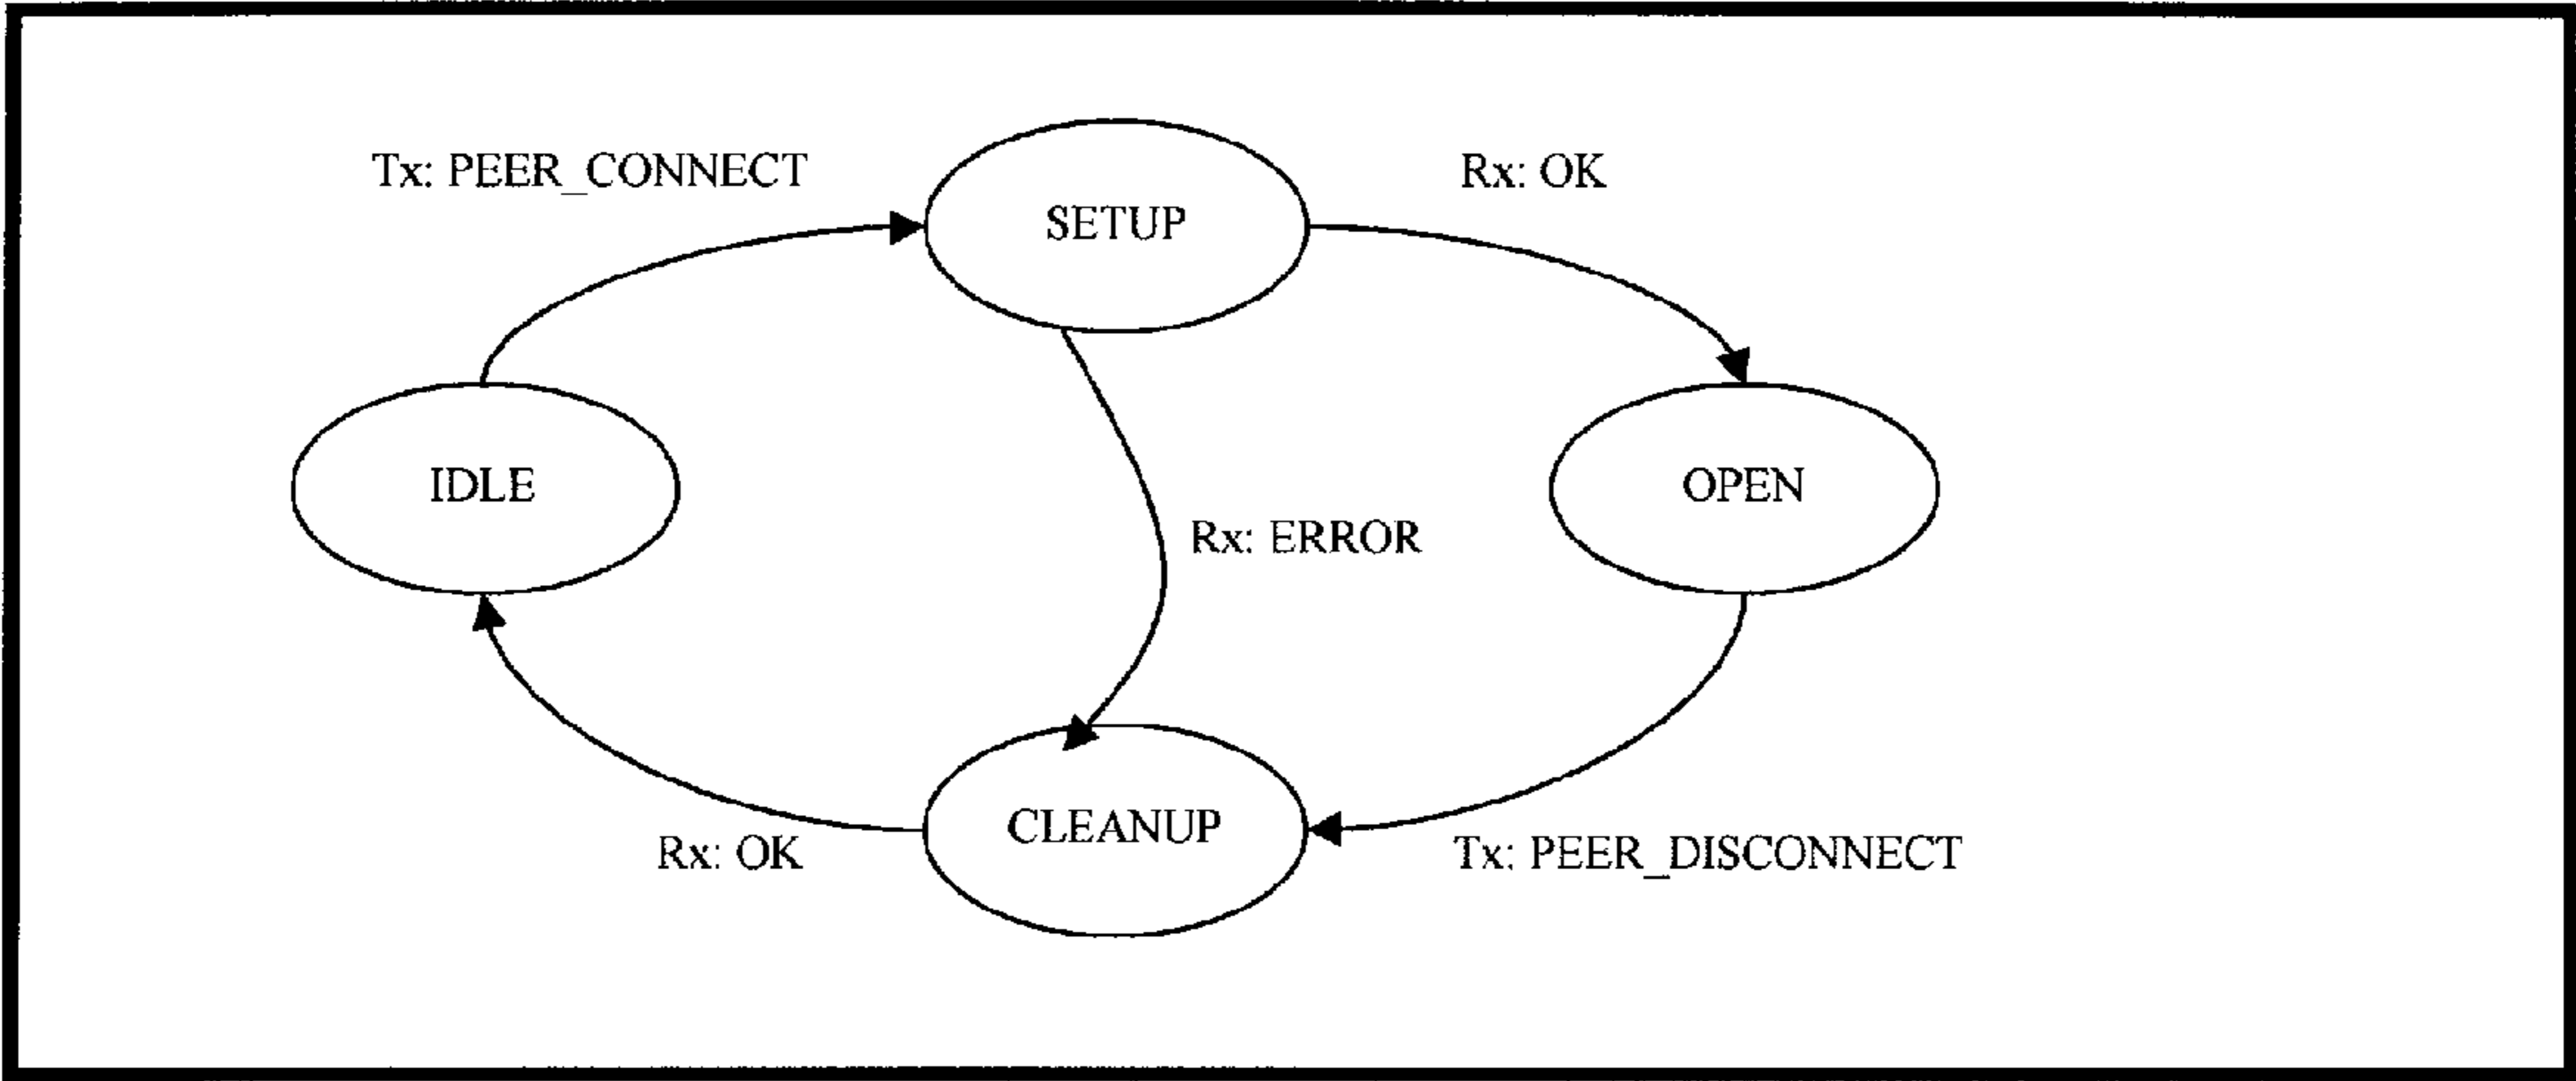 Tx: PEER_CONNECT
SETUP
Rx: OK
IDLE
OPEN
Rx: ERROR
CLEANUP
Rx: OK
Tx: PEER_DISCONNECT